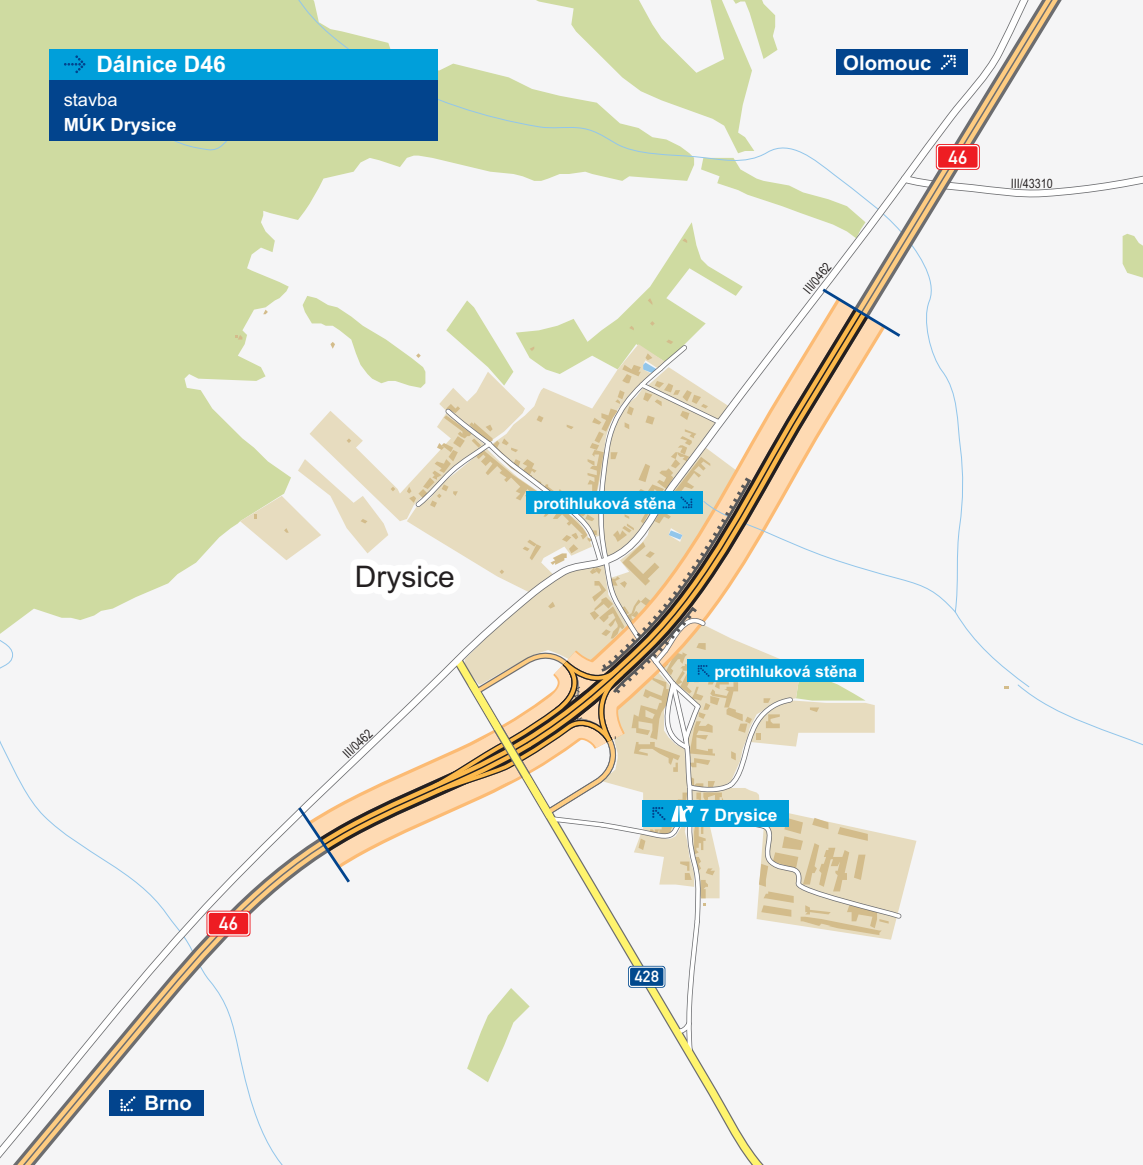 Dálnice D46
stavba
MÚK Drysice
Olomouc
46
III/43310
III/0462
protihluková stěna
Drysice
protihluková stěna
III/0462
7 Drysice
46
428
Brno